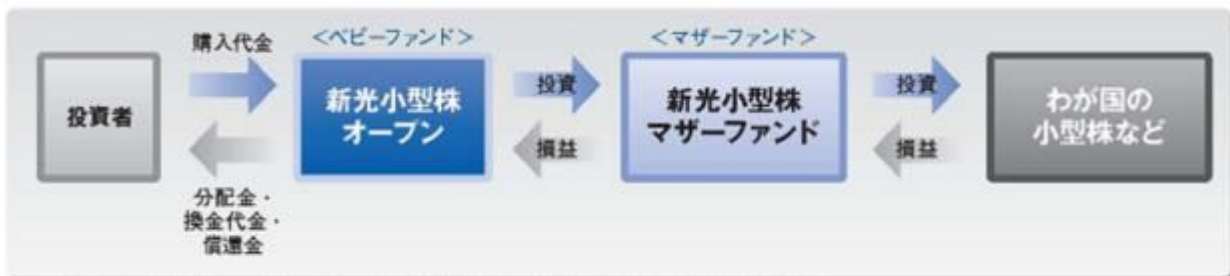 購入代金
<ベビーファンド>
<マザーファンド>
投資者
新光小型株
オープン
投資
損益
新光小型株
マザーファンド
投資
損益
わが国の
小型株など
分配金・
換金代金・
償還金